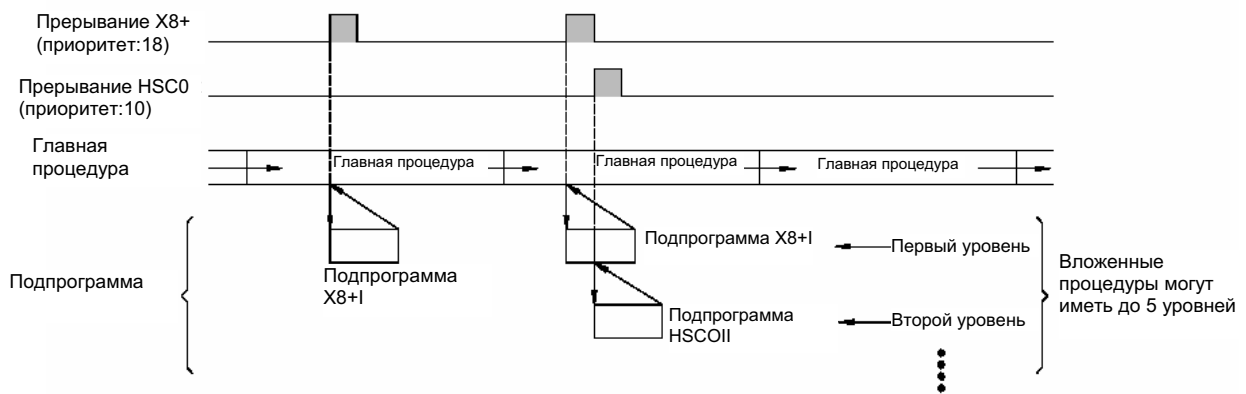 Прерывание X8+
(приоритет:18)
Прерывание HSC0
(приоритет:10)
Главная
процедура
Главная процедура
Главная процедура
Главная процедура
Подпрограмма
Подпрограмма
X8+I
Подпрограмма X8+I
Первый уровень
Подпрограмма
HSCOII
Второй уровень
Вложенные
процедуры могут
иметь до 5 уровней